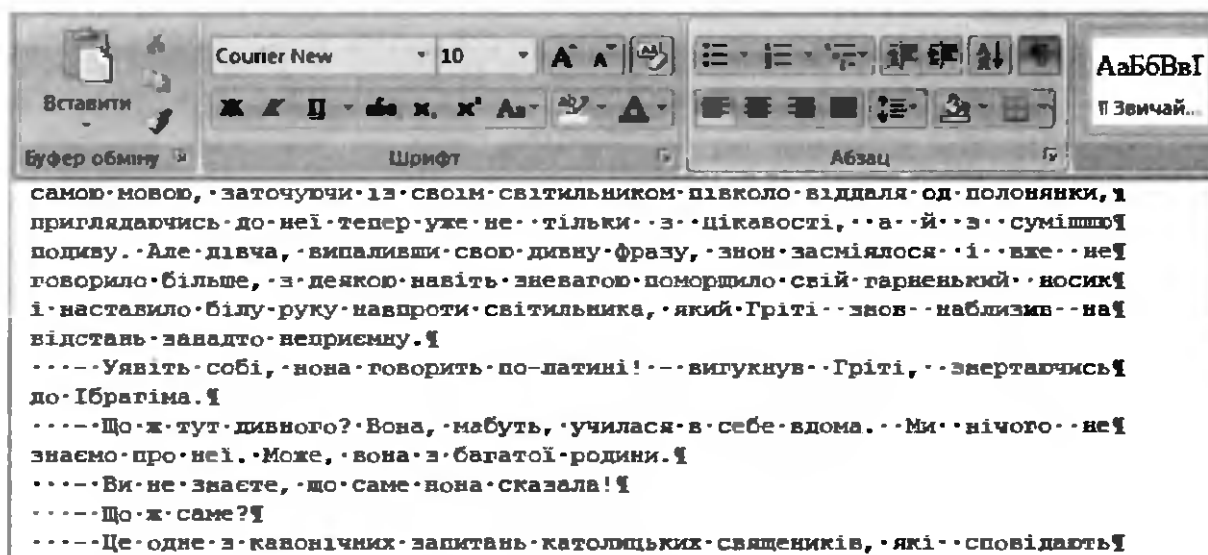 Courier New 10 A A
АаБбВвГ
Вставити
Ж К П abc x, x² Aa ab A
¶ Звичай...
Буфер обміну Шрифт Абзац
самою мовою, заточуючи із своїм світильником півколо віддаля од полонянки,¶
приглядаючись до неї тепер уже не тільки з цікавості, а й з сумішшю¶
подиву. Але дівча, випаливши свою дивну фразу, знов засміялося і вже не¶
говорило більше, з деякою навіть зневагою поморщило свій гарненький носик¶
і наставило білу руку навпроти світильника, який Гріті знов наблизив на¶
відстань занадто неприємну.¶
- Уявіть собі, вона говорить по-латині! - вигукнув Гріті, звертаючись¶
до Ібрагіма.¶
- Що ж тут дивного? Вона, мабуть, училася в себе вдома. Ми нічого не¶
знаємо про неї. Може, вона з багатої родини.¶
- Ви не знаєте, що саме вона сказала!¶
- Що ж саме?¶
- Це одне з канонічних запитань католицьких священиків, які сповідають¶